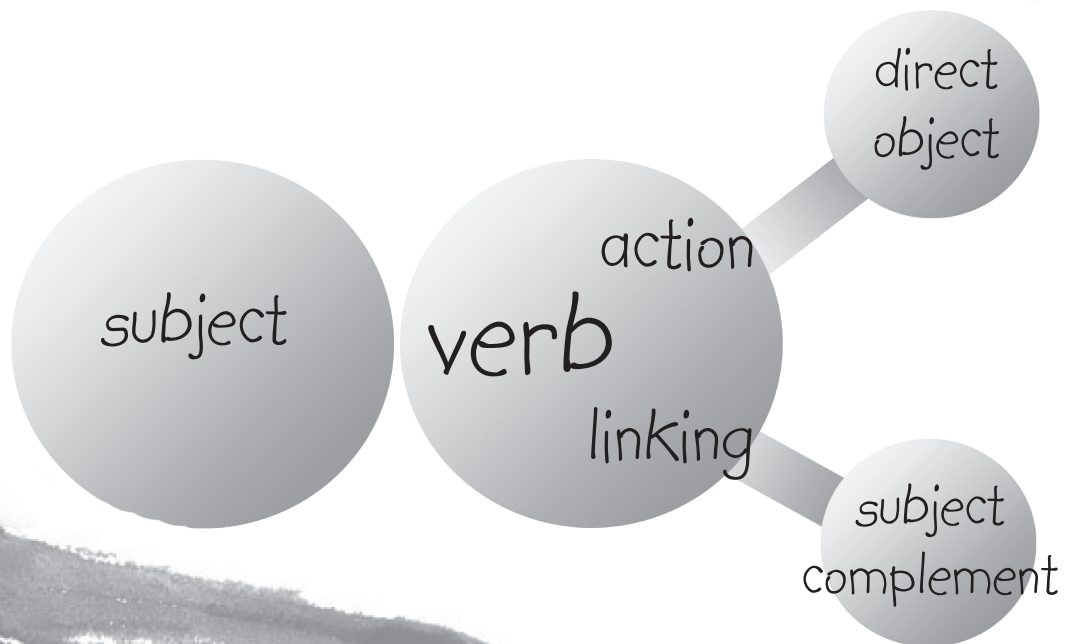 subject
verb
action
linking
direct
object
subject
complement